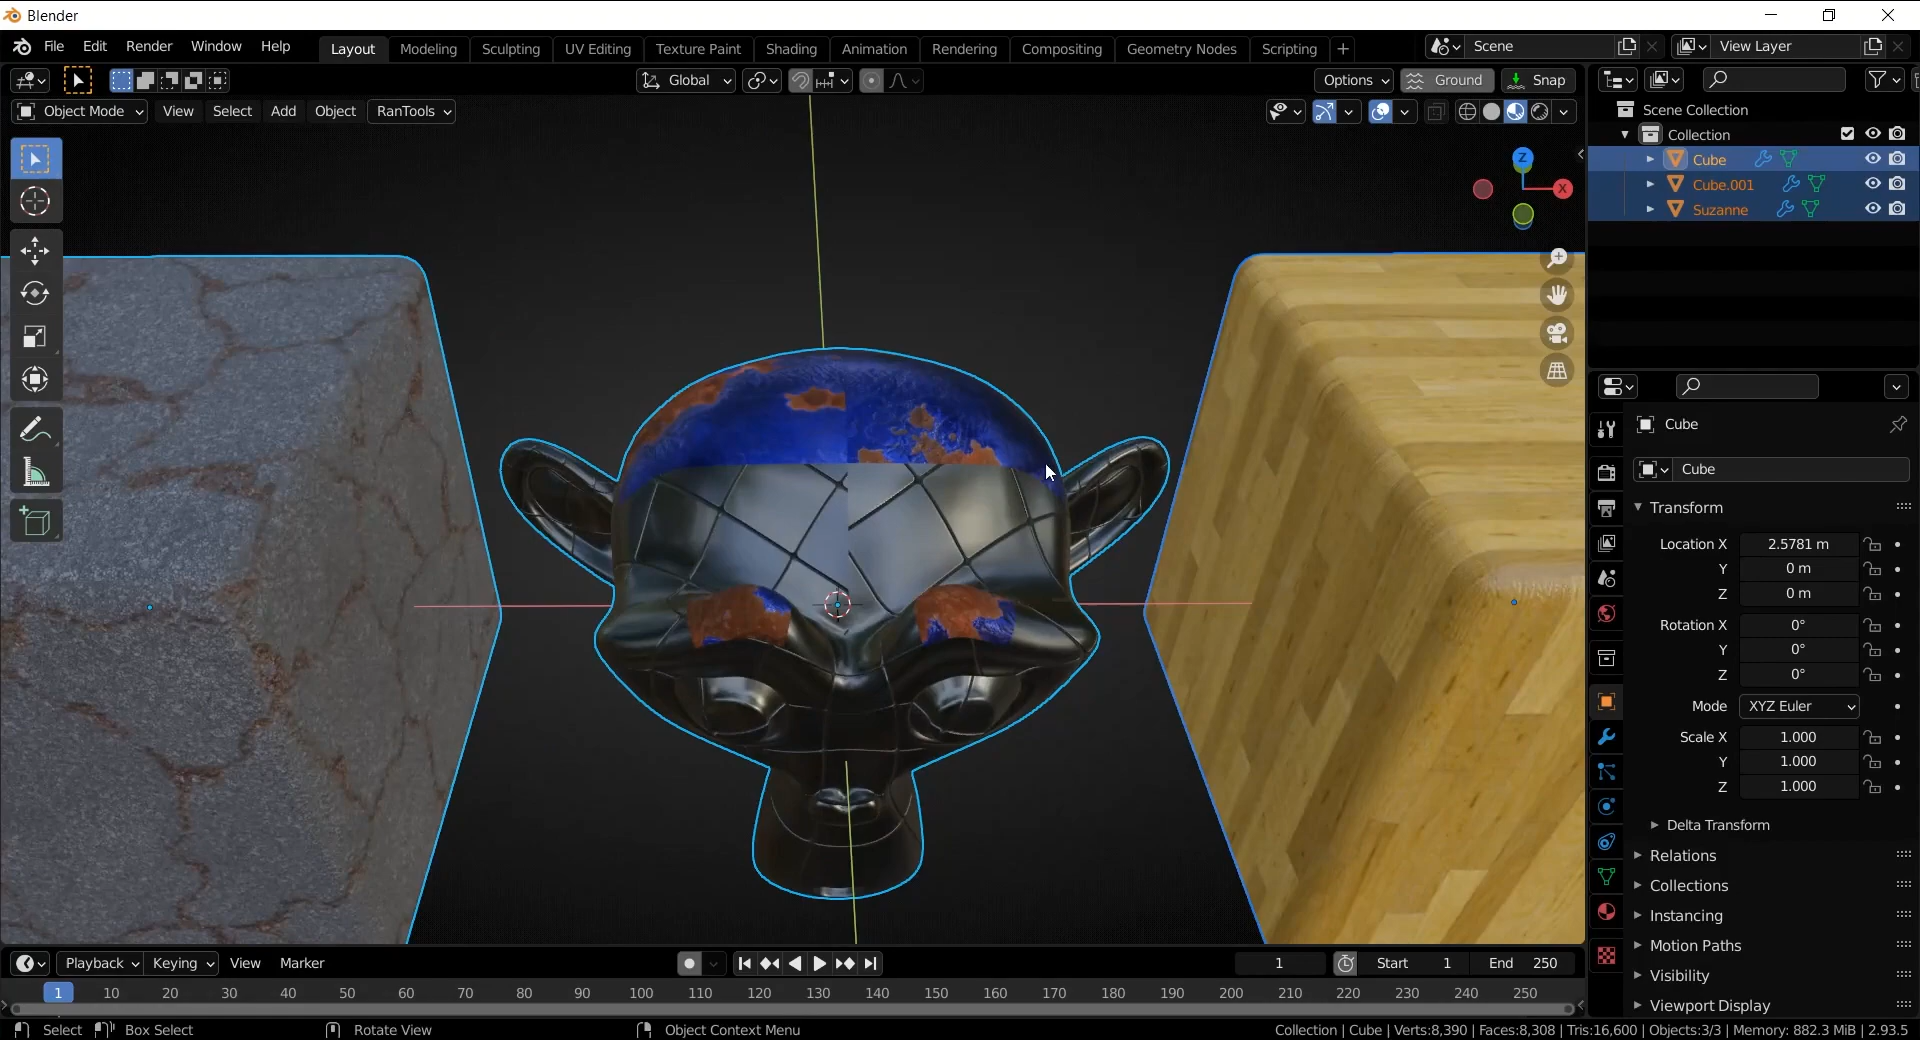 Blender
File Edit Render Window Help Layout Modeling Sculpting UV Editing Texture Paint Shading Animation Rendering Compositing Geometry Nodes Scripting + Scene View Layer
Global Options Ground Snap
Object Mode View Select Add Object RanTools
Scene Collection
Collection
Cube
Cube.001
Suzanne
Z
X
Cube
Cube
Transform
Location X 2.5781 m
Y 0 m
Z 0 m
Rotation X 0°
Y 0°
Z 0°
Mode XYZ Euler
Scale X 1.000
Y 1.000
Z 1.000
Delta Transform
Relations
Collections
Instancing
Motion Paths
Visibility
Viewport Display
Playback Keying View Marker 1 Start 1 End 250
1 10 20 30 40 50 60 70 80 90 100 110 120 130 140 150 160 170 180 190 200 210 220 230 240 250
Select Box Select Rotate View Object Context Menu Collection | Cube | Verts:8,390 | Faces:8,308 | Tris:16,600 | Objects:3/3 | Memory: 882.3 MiB | 2.93.5